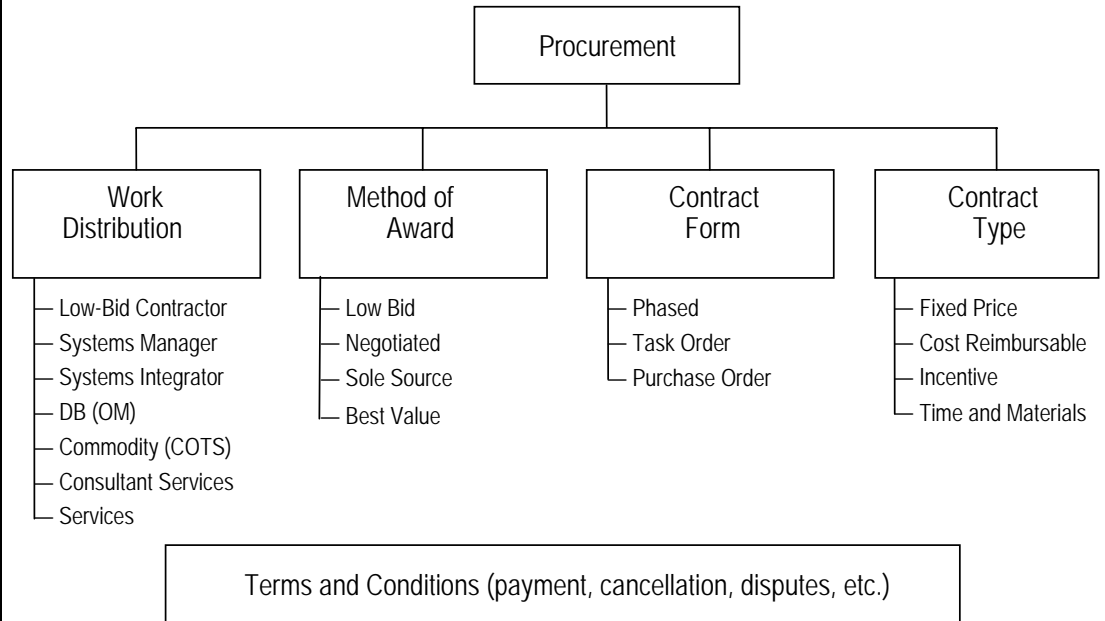 Procurement
Work
Distribution
Low-Bid Contractor
Systems Manager
Systems Integrator
DB (OM)
Commodity (COTS)
Consultant Services
Services
Method of
Award
Low Bid
Negotiated
Sole Source
Best Value
Contract
Form
Phased
Task Order
Purchase Order
Contract
Type
Fixed Price
Cost Reimbursable
Incentive
Time and Materials
Terms and Conditions (payment, cancellation, disputes, etc.)